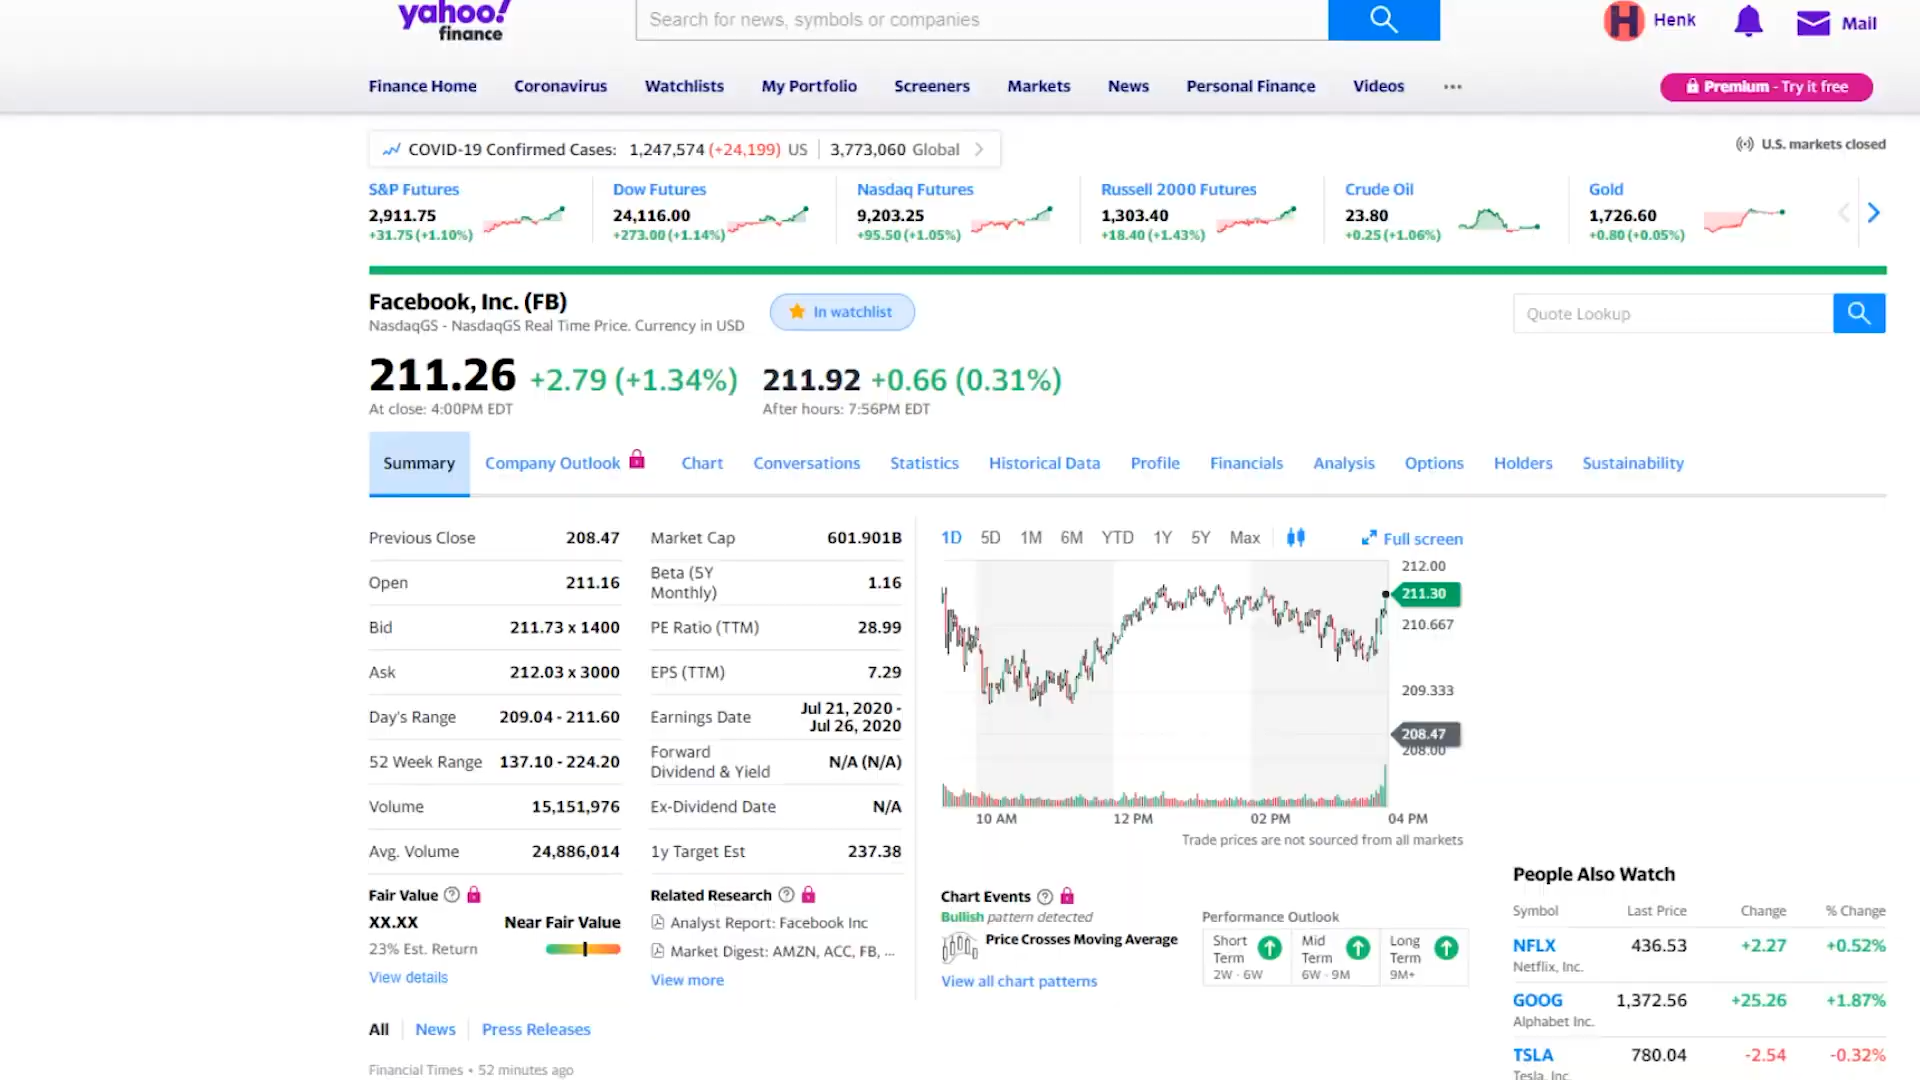 yahoo!
finance
Search for news, symbols or companies
H Henk
Mail
Finance Home Coronavirus Watchlists My Portfolio Screeners Markets News Personal Finance Videos ...
Premium - Try it free
COVID-19 Confirmed Cases: 1,247,574 (+24,199) US 3,773,060 Global
U.S. markets closed
S&P Futures
2,911.75
+31.75 (+1.10%)
Dow Futures
24,116.00
+273.00 (+1.14%)
Nasdaq Futures
9,203.25
+95.50 (+1.05%)
Russell 2000 Futures
1,303.40
+18.40 (+1.43%)
Crude Oil
23.80
+0.25 (+1.06%)
Gold
1,726.60
+0.80 (+0.05%)
Facebook, Inc. (FB)
NasdaqGS - NasdaqGS Real Time Price. Currency in USD
In watchlist
Quote Lookup
211.26 +2.79 (+1.34%)
At close: 4:00PM EDT
211.92 +0.66 (0.31%)
After hours: 7:56PM EDT
Summary Company Outlook Chart Conversations Statistics Historical Data Profile Financials Analysis Options Holders Sustainability
Previous Close 208.47
Open 211.16
Bid 211.73 x 1400
Ask 212.03 x 3000
Day's Range 209.04 - 211.60
52 Week Range 137.10 - 224.20
Volume 15,151,976
Avg. Volume 24,886,014
Market Cap 601.901B
Beta (5Y
Monthly) 1.16
PE Ratio (TTM) 28.99
EPS (TTM) 7.29
Earnings Date Jul 21, 2020 -
Jul 26, 2020
Forward
Dividend & Yield N/A (N/A)
Ex-Dividend Date N/A
1y Target Est 237.38
1D 5D 1M 6M YTD 1Y 5Y Max
Full screen
212.00
211.30
210.667
209.333
208.47
208.00
10 AM 12 PM 02 PM 04 PM
Trade prices are not sourced from all markets
Fair Value
XX.XX Near Fair Value
23% Est. Return
View details
Related Research
Analyst Report: Facebook Inc
Market Digest: AMZN, ACC, FB, ...
View more
Chart Events
Bullish pattern detected
Price Crosses Moving Average
View all chart patterns
Performance Outlook
Short
Term
2W - 6W
Mid
Term
6W - 9M
Long
Term
9M+
People Also Watch
Symbol Last Price Change % Change
NFLX 436.53 +2.27 +0.52%
Netflix, Inc.
GOOG 1,372.56 +25.26 +1.87%
Alphabet Inc.
TSLA 780.04 -2.54 -0.32%
Tesla, Inc.
All News Press Releases
Financial Times • 52 minutes ago